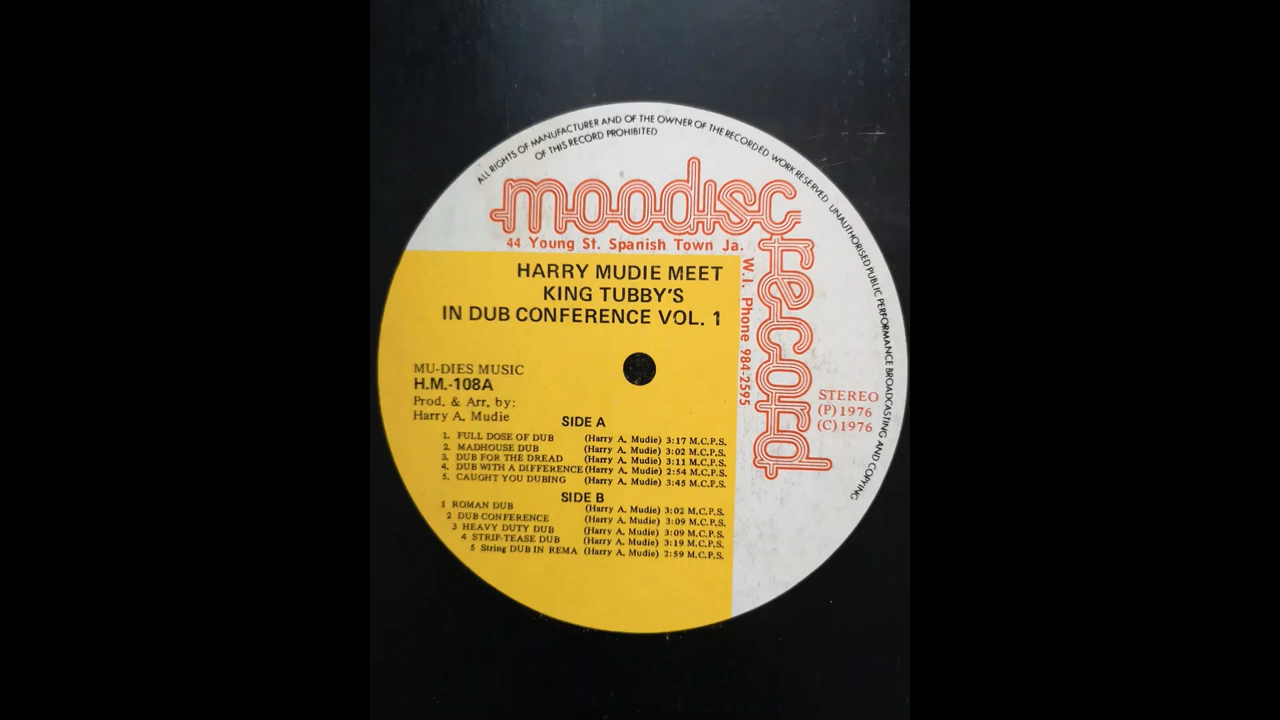 ALL RIGHTS OF MANUFACTURER AND OF THE OWNER OF THE RECORDED WORK RESERVED UNAUTHORISED PUBLIC PERFORMANCE BROADCASTING AND COPYING
OF THIS RECORD PROHIBITED
moodisc
record
44 Young St. Spanish Town Ja.
W.I. Phone 984-2595
HARRY MUDIE MEET
KING TUBBY'S
IN DUB CONFERENCE VOL. 1
MU-DIES MUSIC
H.M.-108A
Prod. & Arr. by:
Harry A. Mudie
STEREO
(P) 1976
(C) 1976
SIDE A
1. FULL DOSE OF DUB (Harry A. Mudie) 3:17 M.C.P.S.
2. MADHOUSE DUB (Harry A. Mudie) 3:02 M.C.P.S.
3. DUB FOR THE DREAD (Harry A. Mudie) 3:11 M.C.P.S.
4. DUB WITH A DIFFERENCE (Harry A. Mudie) 2:54 M.C.P.S.
5. CAUGHT YOU DUBING (Harry A. Mudie) 3:45 M.C.P.S.
SIDE B
1 ROMAN DUB (Harry A. Mudie) 3:02 M.C.P.S.
2 DUB CONFERENCE (Harry A. Mudie) 3:09 M.C.P.S.
3 HEAVY DUTY DUB (Harry A. Mudie) 3:09 M.C.P.S.
4 STRIP-TEASE DUB (Harry A. Mudie) 3:19 M.C.P.S.
5 String DUB IN REMA (Harry A. Mudie) 2:59 M.C.P.S.